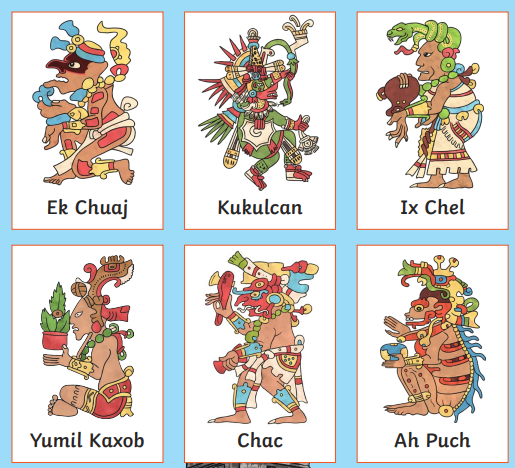 Ek Chuaj
Kukulcan
Ix Chel
Yumil Kaxob
Chac
Ah Puch